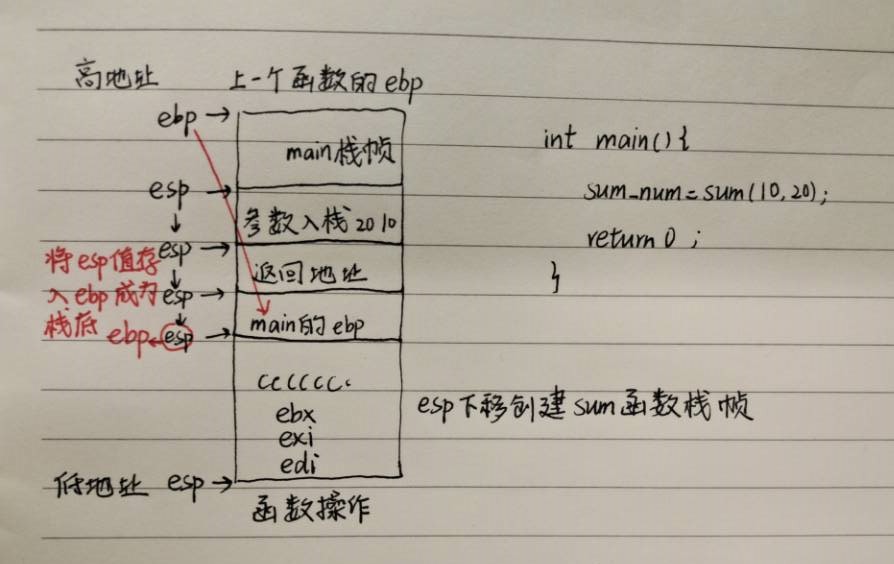 高地址 上一个函数的ebp
ebp
main栈帧
esp
参数入栈 20 10
esp
返回地址
esp
main的ebp
esp
将esp值存
入ebp成为
栈底 ebp
cccccc.
ebx
exi
edi
低地址 esp
函数操作
int main(){
sum_num=sum(10,20);
return 0;
}
esp下移创建sum函数栈帧